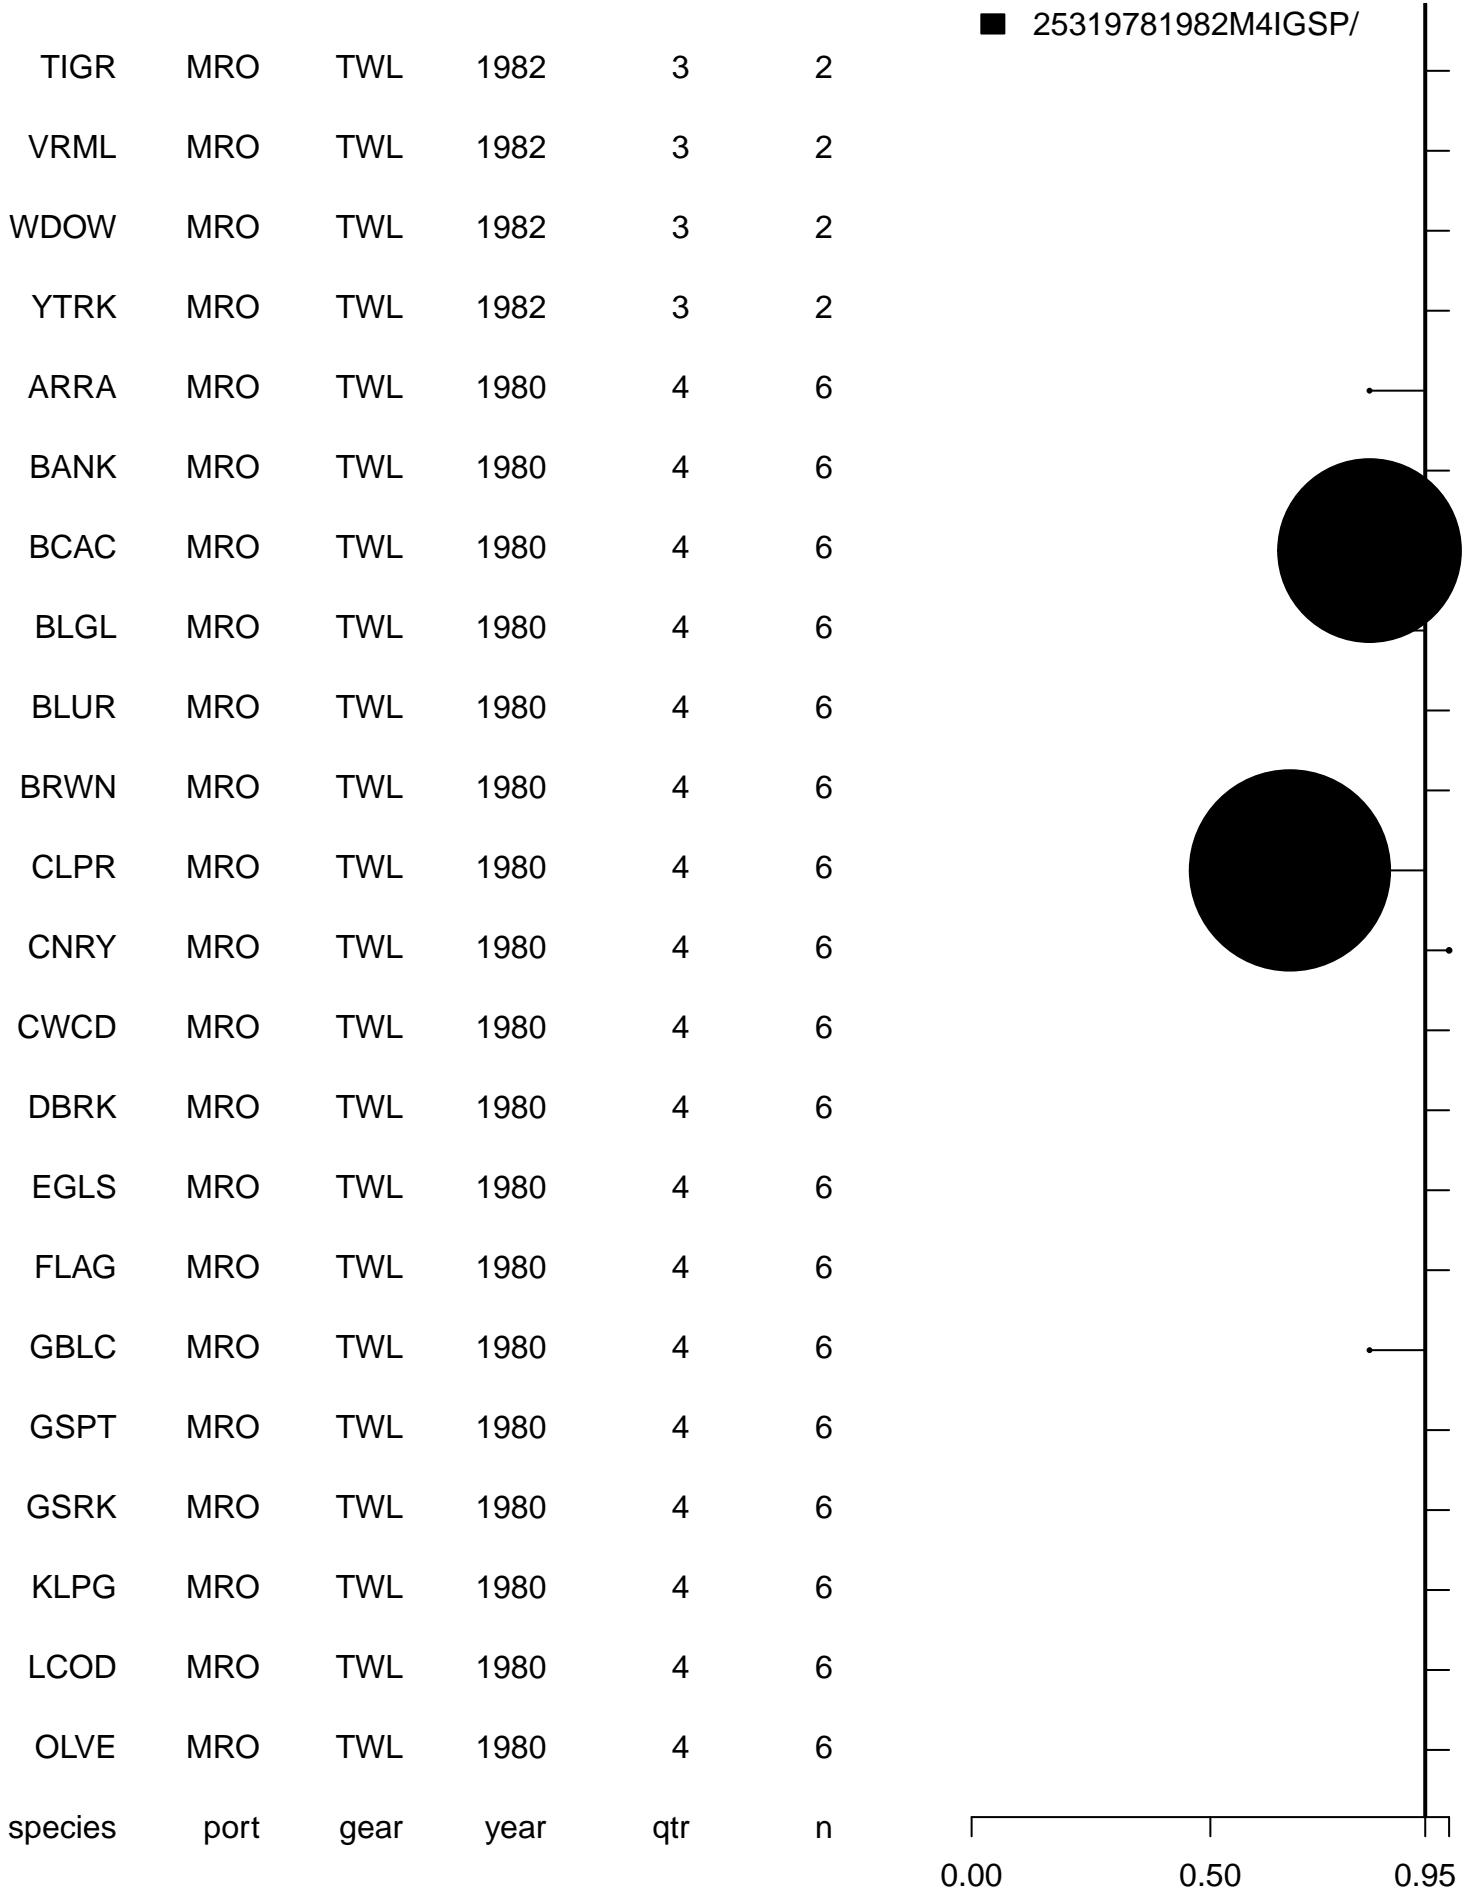 25319781982M4IGSP/
TIGR MRO TWL 1982 3 2
VRML MRO TWL 1982 3 2
WDOW MRO TWL 1982 3 2
YTRK MRO TWL 1982 3 2
ARRA MRO TWL 1980 4 6
BANK MRO TWL 1980 4 6
BCAC MRO TWL 1980 4 6
BLGL MRO TWL 1980 4 6
BLUR MRO TWL 1980 4 6
BRWN MRO TWL 1980 4 6
CLPR MRO TWL 1980 4 6
CNRY MRO TWL 1980 4 6
CWCD MRO TWL 1980 4 6
DBRK MRO TWL 1980 4 6
EGLS MRO TWL 1980 4 6
FLAG MRO TWL 1980 4 6
GBLC MRO TWL 1980 4 6
GSPT MRO TWL 1980 4 6
GSRK MRO TWL 1980 4 6
KLPG MRO TWL 1980 4 6
LCOD MRO TWL 1980 4 6
OLVE MRO TWL 1980 4 6
species port gear year qtr n
0.00 0.50 0.95